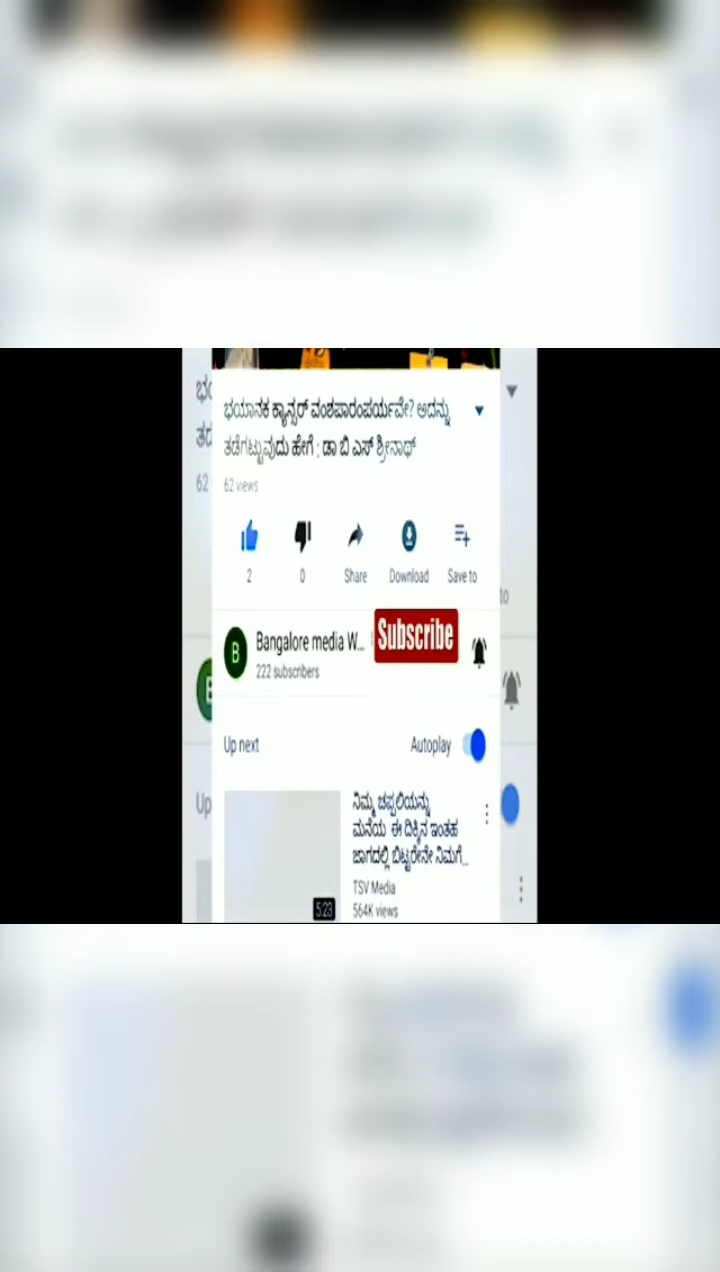 ಭಯಾನಕ ಕ್ಯಾನ್ಸರ್ ವಂಶಪಾರಂಪರ್ಯವೇ? ಅದನ್ನು
ತಡೆಗಟ್ಟುವುದು ಹೇಗೆ ; ಡಾ ಬಿ ಎಸ್ ಶ್ರೀನಾಥ್
62 views
2
0
Share
Download
Save to
Bangalore media W...
Subscribe
222 subscribers
Up next
Autoplay
ನಿಮ್ಮ ಚಪ್ಪಲಿಯನ್ನು
ಮನೆಯ ಈ ದಿಕ್ಕಿನ ಇಂತಹ
ಜಾಗದಲ್ಲಿ ಬಿಟ್ಟರೇನೇ ನಿಮಗೆ...
TSV Media
564K views
5:23